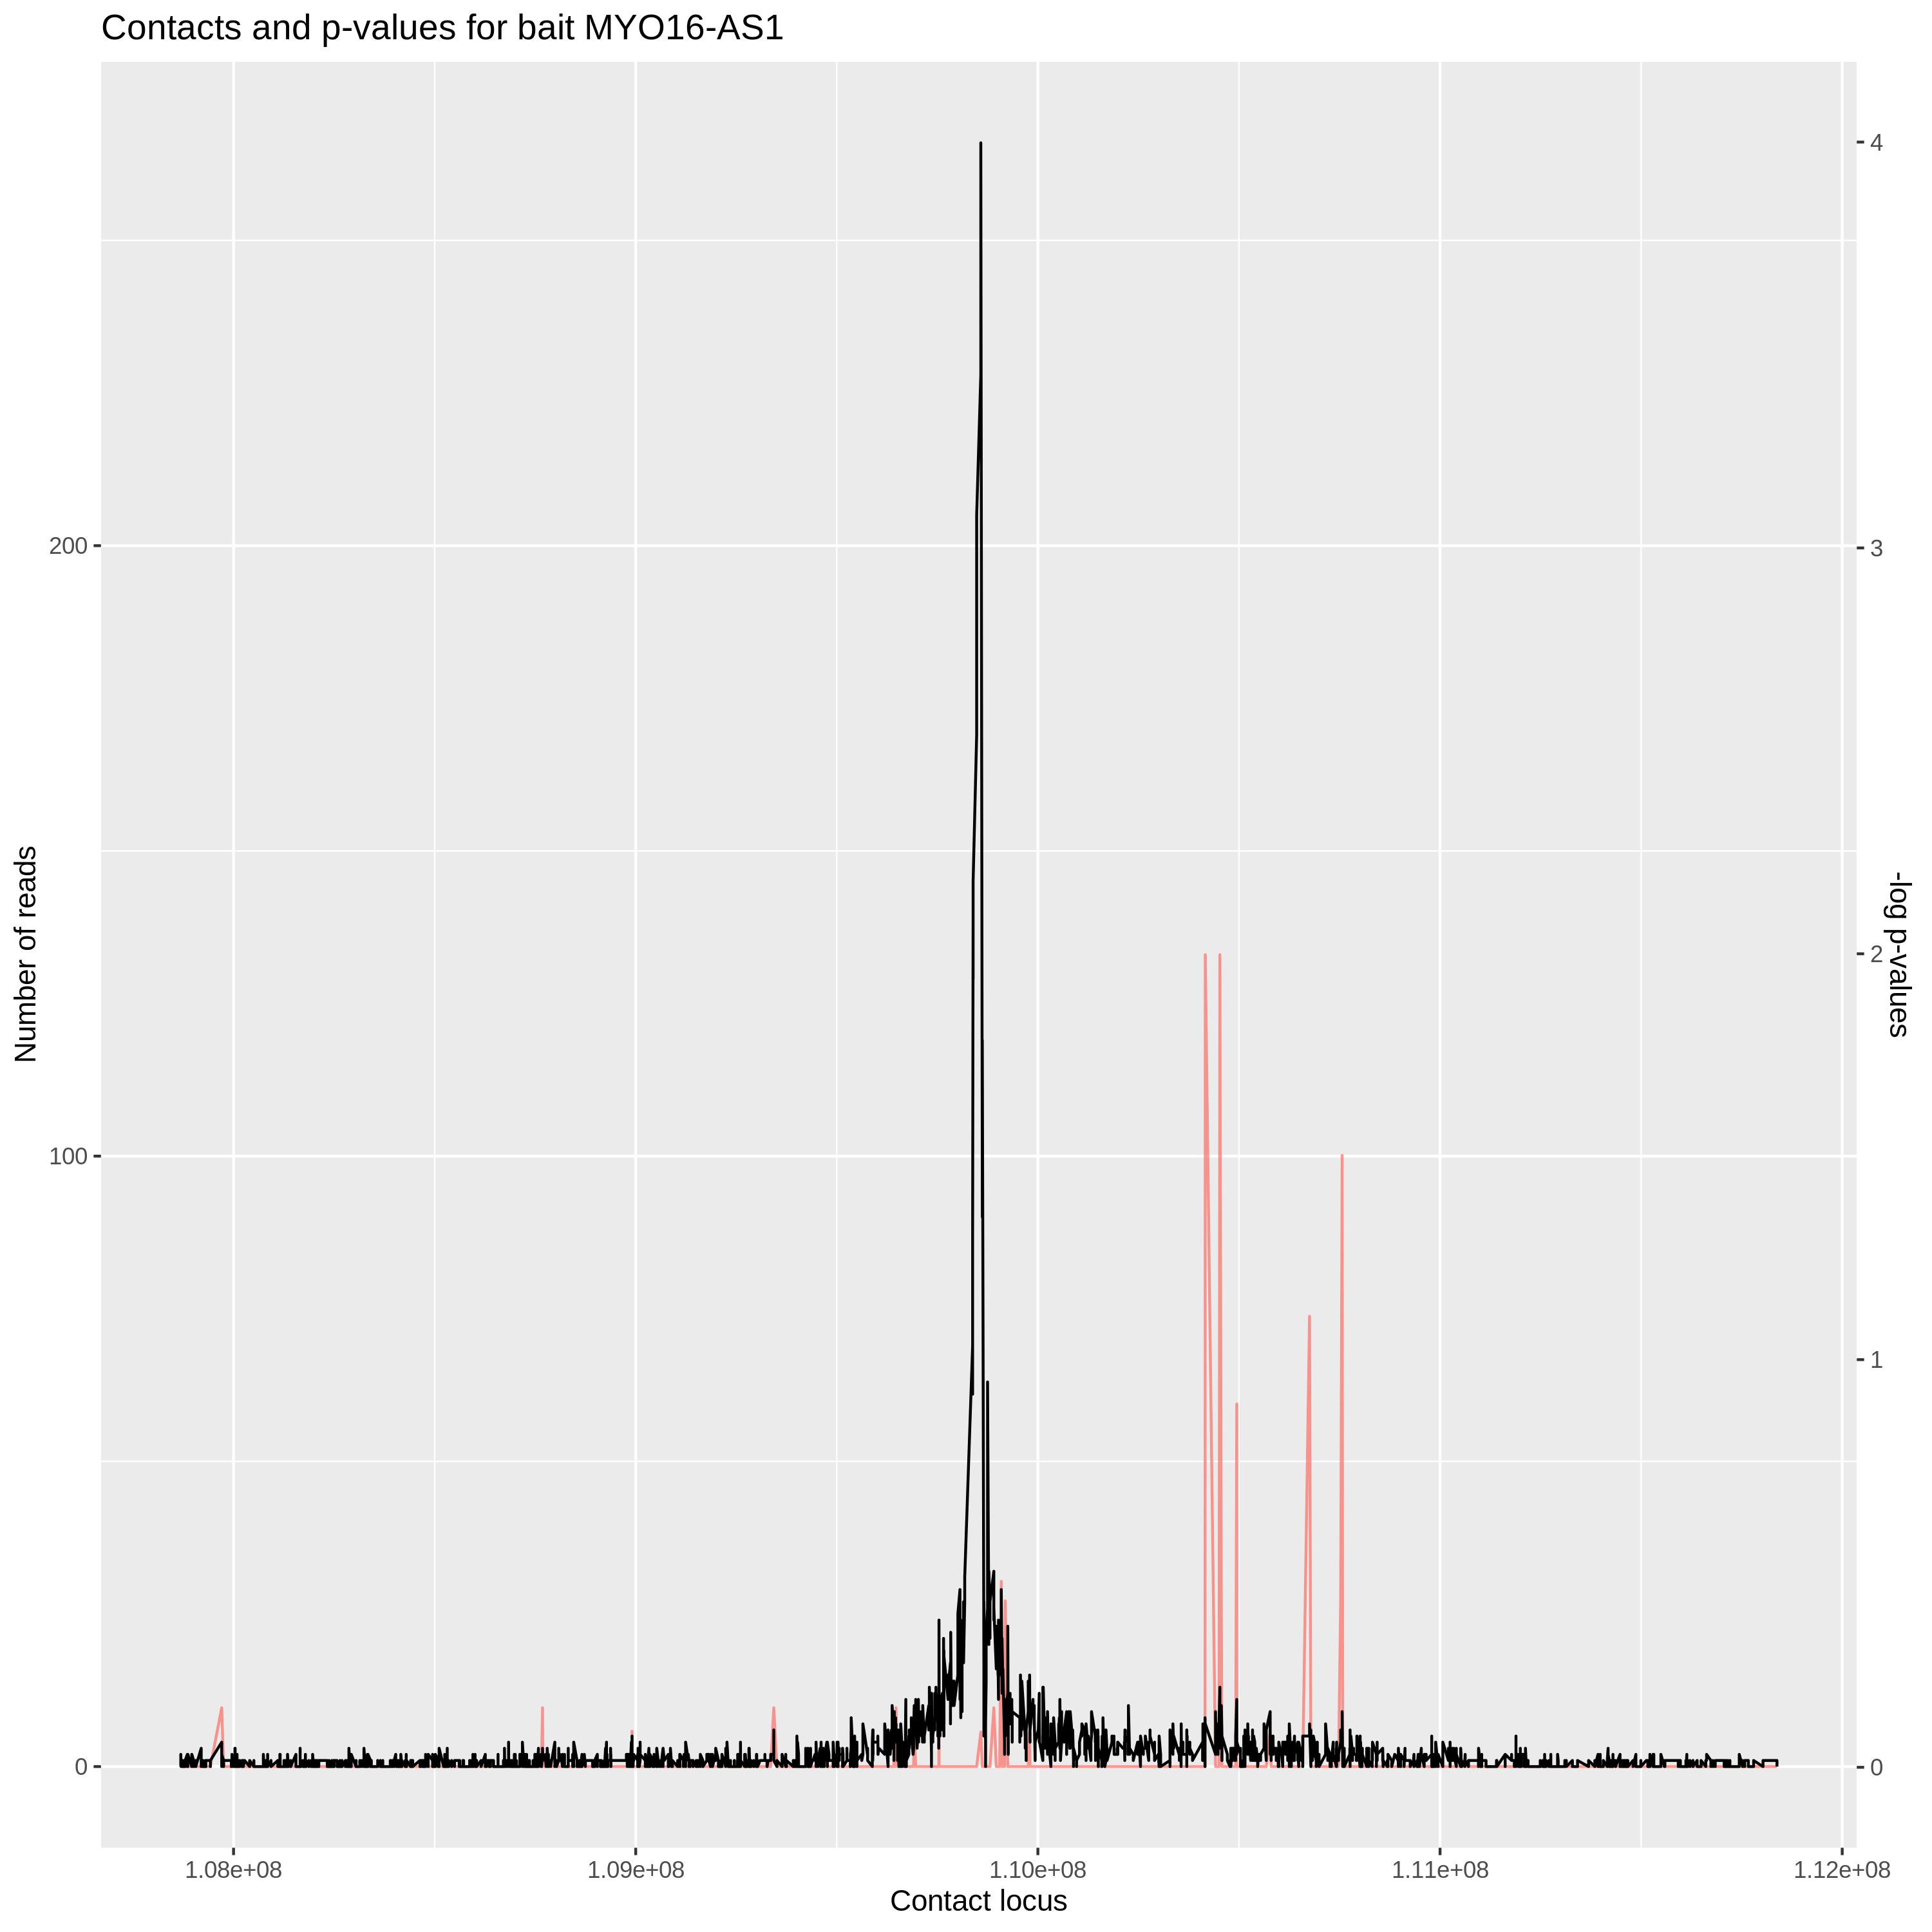 Contacts and p-values for bait MYO16-AS1
4
200
3
Number of reads
-log p-values
2
100
1
0
0
1.08e+08
1.09e+08
1.10e+08
1.11e+08
1.12e+08
Contact locus